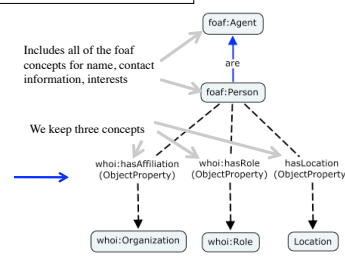 foaf:Agent
Includes all of the foaf
concepts for name, contact
information, interests
are
foaf:Person
We keep three concepts
whoi:hasAffiliation
(ObjectProperty)
whoi:hasRole
(ObjectProperty)
hasLocation
(ObjectProperty
whoi:Organization
whoi:Role
Location